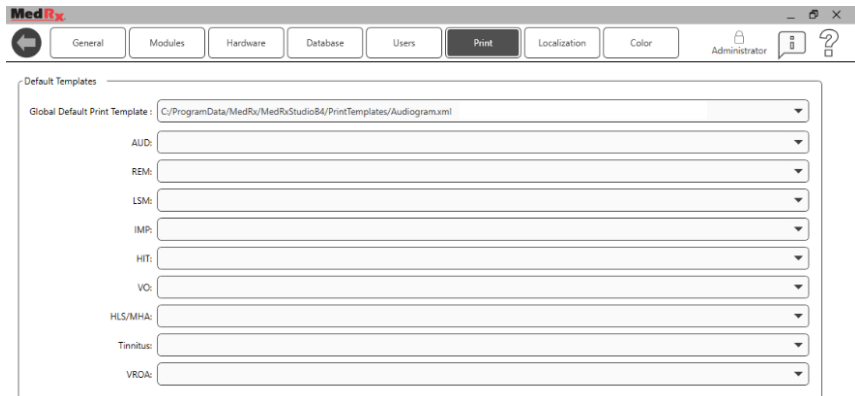 MedRx
General Modules Hardware Database Users Print Localization Color Administrator i ?
Default Templates
Global Default Print Template : C:/ProgramData/MedRx/MedRxStudio84/PrintTemplates/Audiogram.xml
AUD:
REM:
LSM:
IMP:
HIT:
VO:
HLS/MHA:
Tinnitus:
VROA: